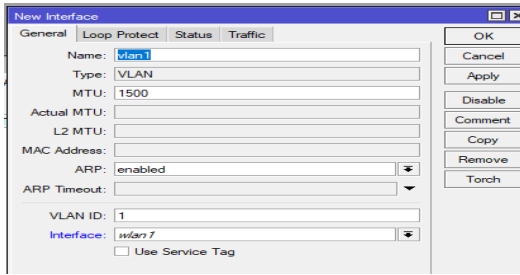 New Interface
General Loop Protect Status Traffic
Name: vlan1
Type: VLAN
MTU: 1500
Actual MTU:
L2 MTU:
MAC Address:
ARP: enabled
ARP Timeout:
VLAN ID: 1
Interface: wlan1
Use Service Tag
OK
Cancel
Apply
Disable
Comment
Copy
Remove
Torch